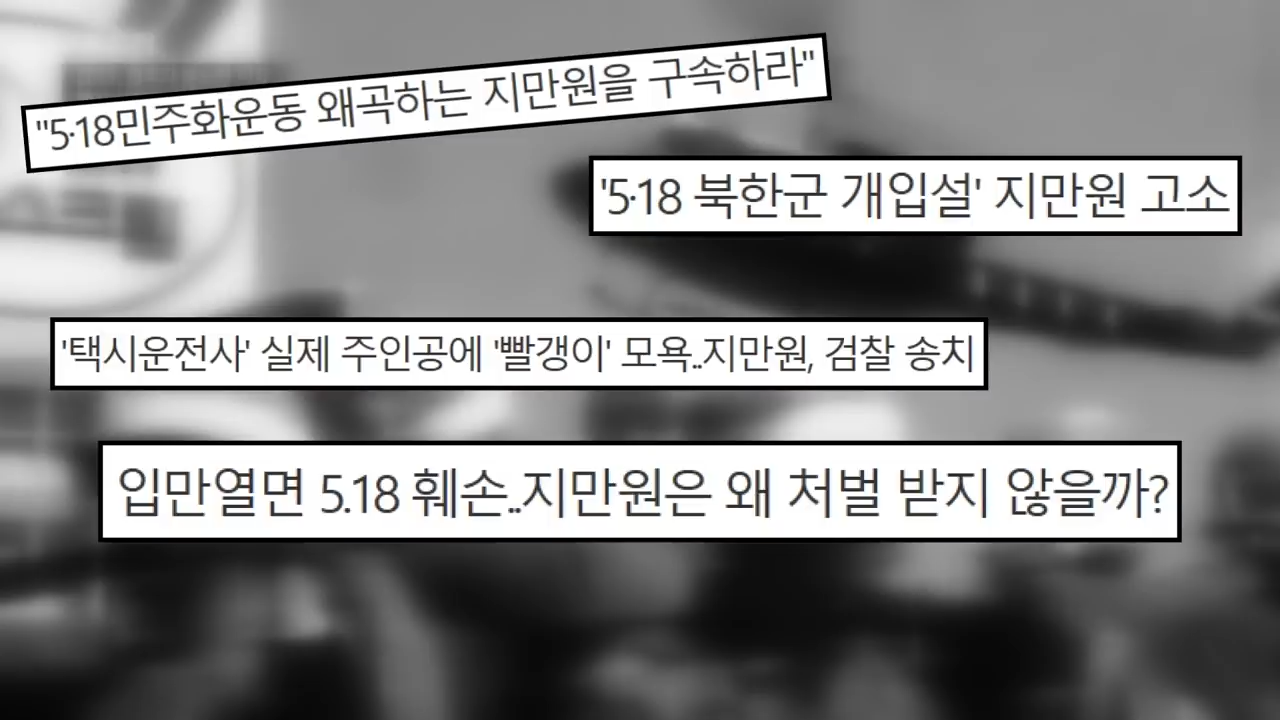 "5·18민주화운동 왜곡하는 지만원을 구속하라"
'5·18 북한군 개입설' 지만원 고소
'택시운전사' 실제 주인공에 '빨갱이' 모욕..지만원, 검찰 송치
입만열면 5.18 훼손..지만원은 왜 처벌 받지 않을까?